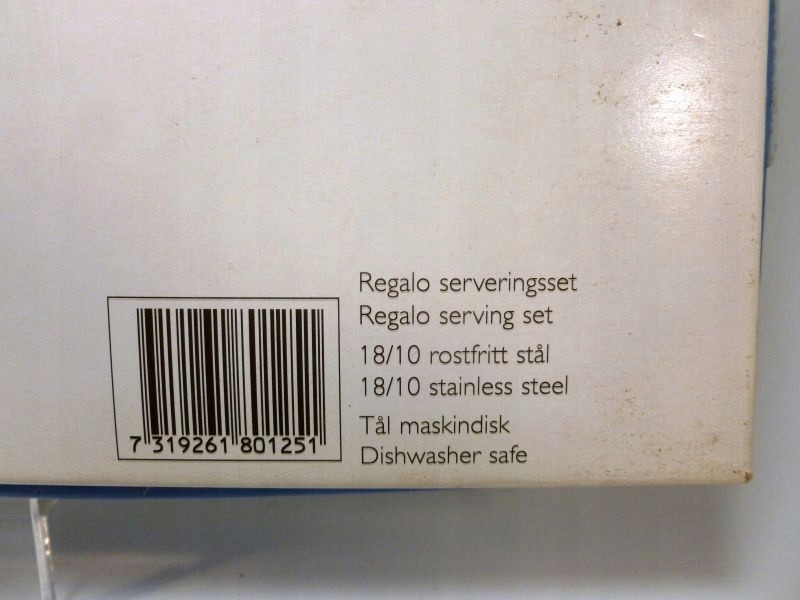 Regalo serveringsset
Regalo serving set
18/10 rostfritt stål
18/10 stainless steel
Tål maskindisk
Dishwasher safe
7 319261 801251